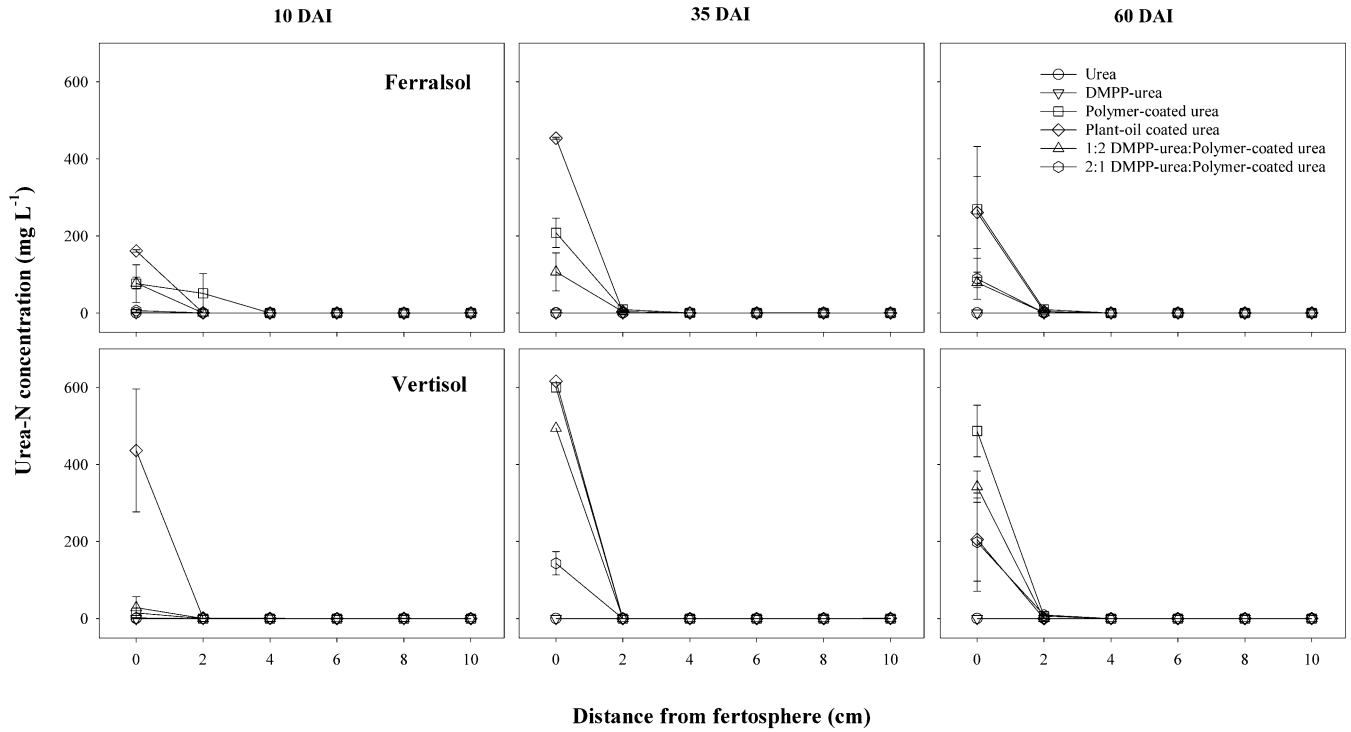 10 DAI
35 DAI
60 DAI
Urea-N concentration (mg L⁻¹)
600
400
200
0
Ferralsol
Urea
DMPP-urea
Polymer-coated urea
Plant-oil coated urea
1:2 DMPP-urea:Polymer-coated urea
2:1 DMPP-urea:Polymer-coated urea
600
400
200
0
Vertisol
0 2 4 6 8 10
0 2 4 6 8 10
0 2 4 6 8 10
Distance from fertosphere (cm)